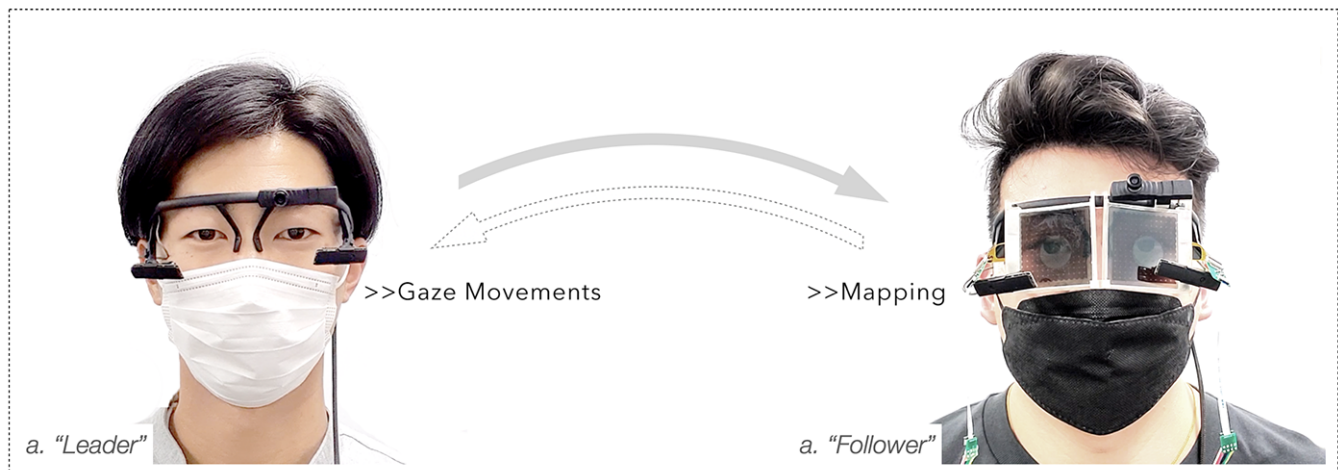 >>Gaze Movements
>>Mapping
a. “Leader”
a. “Follower”